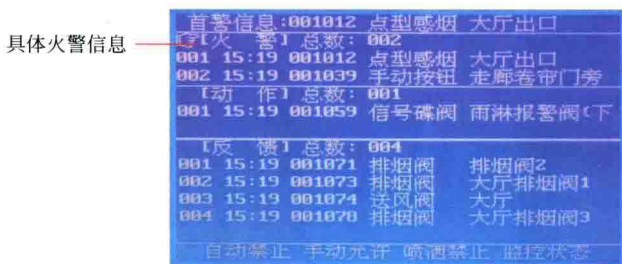 首警信息:001012 点型感烟 大厅出口
具体火警信息
【火 警】总数:002
001 15:19 001012 点型感烟 大厅出口
002 15:19 001039 手动按钮 走廊卷帘门旁
【动 作】总数:001
001 15:19 001059 信号碟阀 雨淋报警阀(下
【反 馈】总数:004
001 15:19 001071 排烟阀 排烟阀2
002 15:19 001073 排烟阀 大厅排烟阀1
003 15:19 001074 送风阀 大厅
004 15:19 001078 排烟阀 大厅排烟阀3
自动禁止 手动允许 喷洒禁止 监控状态